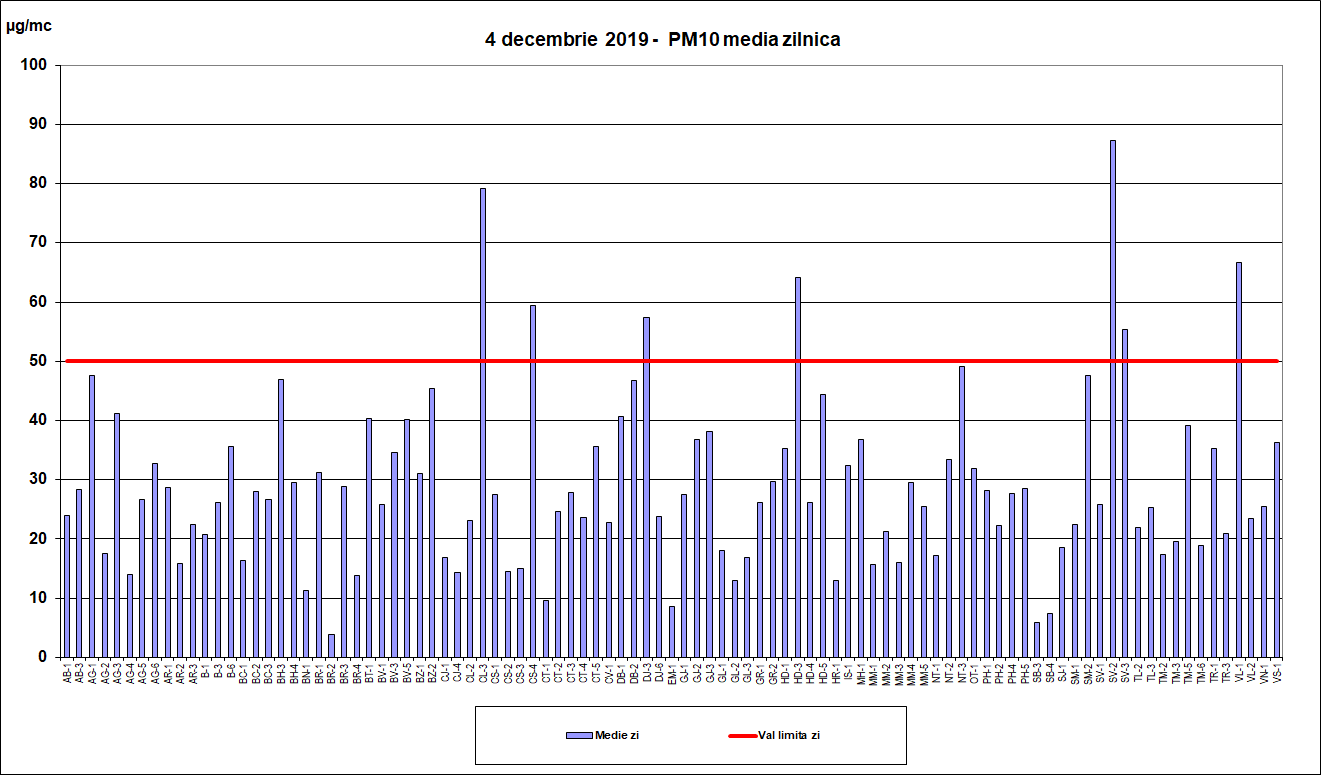 µg/mc
4 decembrie 2019 - PM10 media zilnica
100
90
80
70
60
50
40
30
20
10
0
AB-1 AB-3 AG-1 AG-2 AG-3 AG-4 AG-5 AG-6 AR-1 AR-2 AR-3 B-1 B-3 B-6 BC-1 BC-2 BC-3 BH-3 BH-4 BN-1 BR-1 BR-2 BR-3 BR-4 BT-1 BV-1 BV-3 BV-5 BZ-1 BZ-2 CJ-1 CJ-4 CL-2 CL-3 CS-1 CS-2 CS-3 CS-4 CT-1 CT-2 CT-3 CT-4 CT-5 CV-1 DB-1 DB-2 DJ-3 DJ-6 EM-1 GJ-1 GJ-2 GJ-3 GL-1 GL-2 GL-3 GR-1 GR-2 HD-1 HD-3 HD-4 HD-5 HR-1 IS-1 MH-1 MM-1 MM-2 MM-3 MM-4 MM-5 NT-1 NT-2 NT-3 OT-1 PH-1 PH-2 PH-4 PH-5 SB-3 SB-4 SJ-1 SM-1 SM-2 SV-1 SV-2 SV-3 TL-2 TL-3 TM-2 TM-3 TM-5 TM-6 TR-1 TR-3 VL-1 VL-2 VN-1 VS-1
Medie zi
Val limita zi